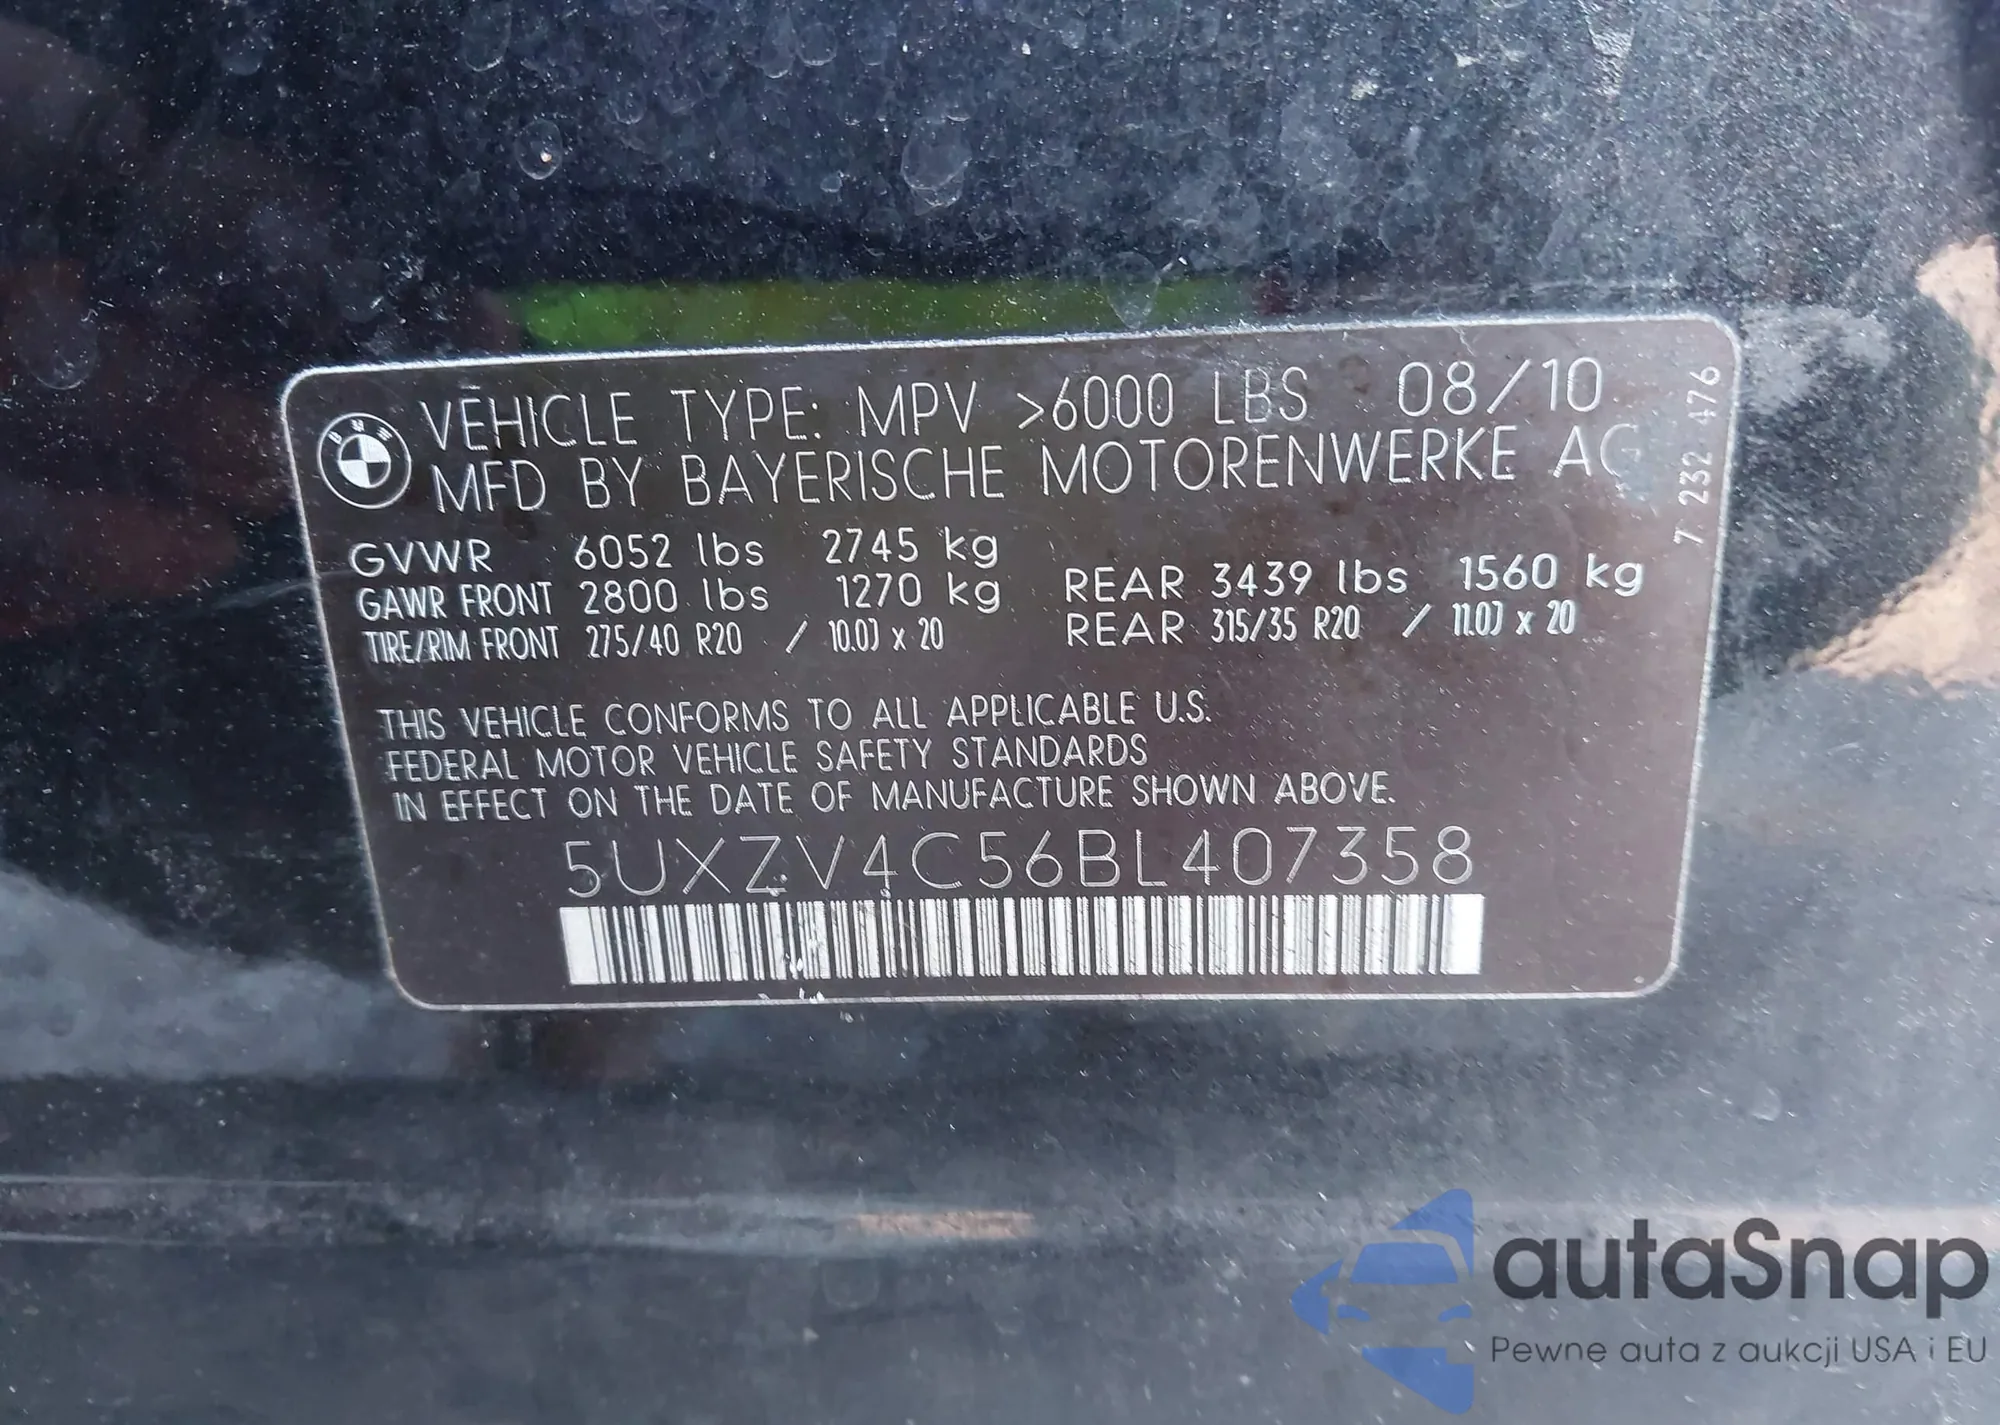 VEHICLE TYPE: MPV >6000 LBS 08/10
MFD BY BAYERISCHE MOTORENWERKE AG
7 232 476
BMW
GVWR 6052 lbs 2745 kg
GAWR FRONT 2800 lbs 1270 kg REAR 3439 lbs 1560 kg
TIRE/RIM FRONT 275/40 R20 / 10.0J x 20 REAR 315/35 R20 / 11.0J x 20
THIS VEHICLE CONFORMS TO ALL APPLICABLE U.S.
FEDERAL MOTOR VEHICLE SAFETY STANDARDS
IN EFFECT ON THE DATE OF MANUFACTURE SHOWN ABOVE.
5UXZV4C56BL407358
autaSnap
Pewne auta z aukcji USA i EU